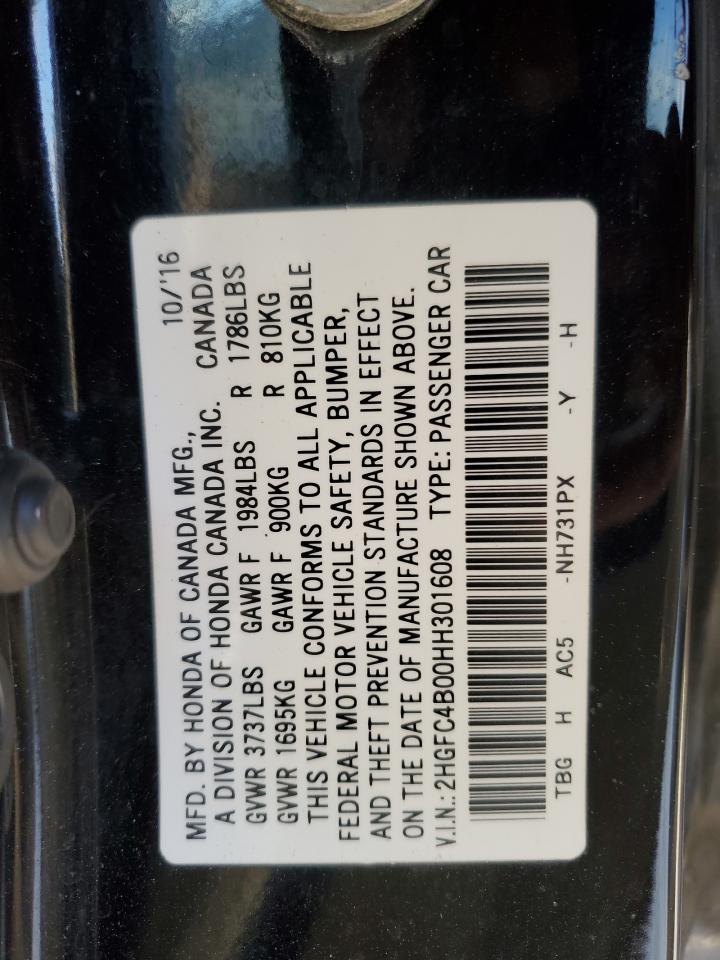 MFD. BY HONDA OF CANADA MFG., 10/'16
A DIVISION OF HONDA CANADA INC. CANADA
GVWR 3737LBS GAWR F 1984LBS R 1786LBS
GVWR 1695KG GAWR F 900KG R 810KG
THIS VEHICLE CONFORMS TO ALL APPLICABLE
FEDERAL MOTOR VEHICLE SAFETY, BUMPER,
AND THEFT PREVENTION STANDARDS IN EFFECT
ON THE DATE OF MANUFACTURE SHOWN ABOVE.
V.I.N.: 2HGFC4B00HH301608 TYPE: PASSENGER CAR
TBG H AC5 -NH731PX -Y -H